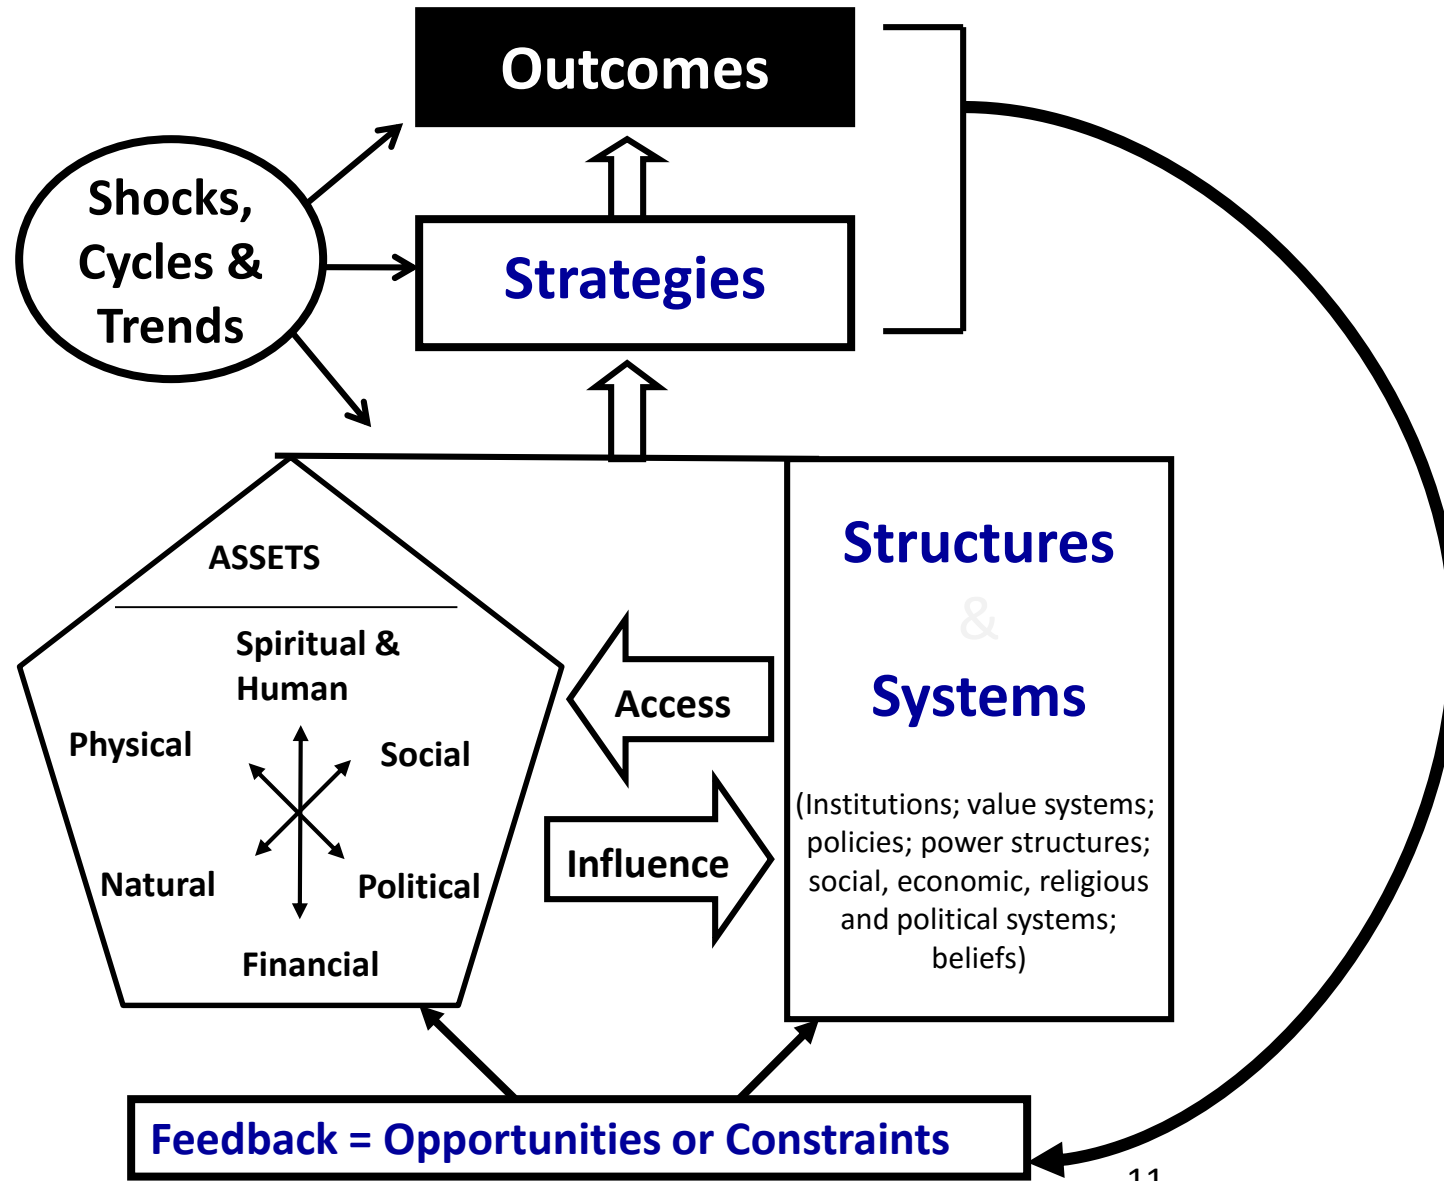 Outcomes
Shocks,
Cycles &
Trends
Strategies
ASSETS
Spiritual &
Human
Physical
Social
Natural
Political
Financial
Access
Influence
Structures
&
Systems
(Institutions; value systems;
policies; power structures;
social, economic, religious
and political systems;
beliefs)
Feedback = Opportunities or Constraints
11